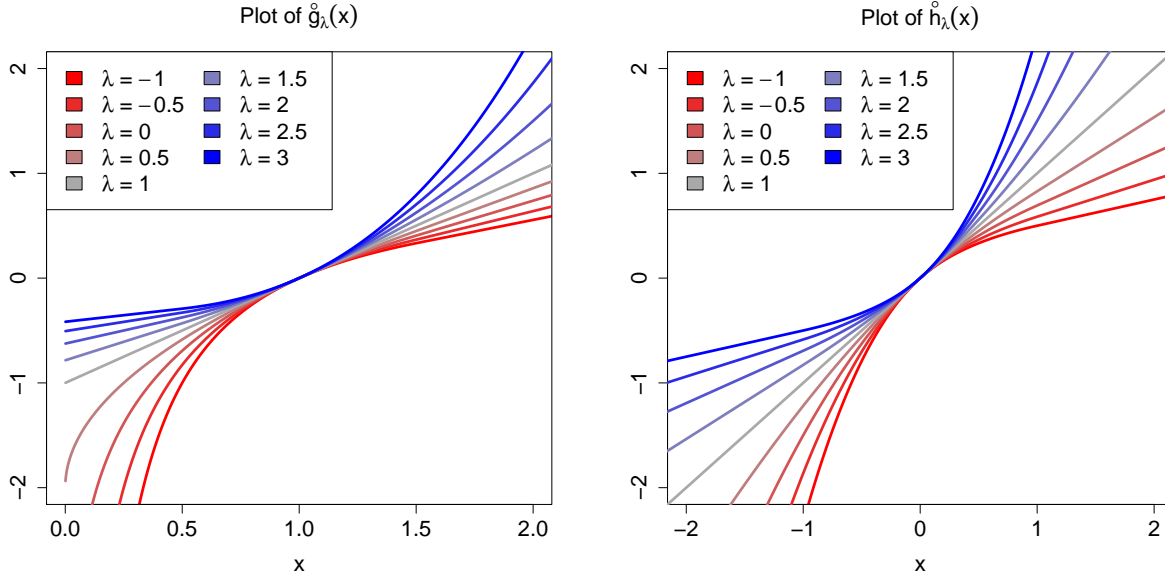 Plot of g̊λ(x)
λ = −1
λ = −0.5
λ = 0
λ = 0.5
λ = 1
λ = 1.5
λ = 2
λ = 2.5
λ = 3
2
1
0
−1
−2
0.0
0.5
1.0
1.5
2.0
x
Plot of h̊λ(x)
λ = −1
λ = −0.5
λ = 0
λ = 0.5
λ = 1
λ = 1.5
λ = 2
λ = 2.5
λ = 3
2
1
0
−1
−2
−2
−1
0
1
2
x